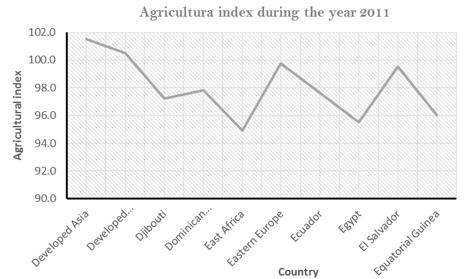 Agricultura index during the year 2011
Agricultural index
102.0
100.0
98.0
96.0
94.0
92.0
90.0
Developed Asia
Developed...
Djibouti
Dominican...
East Africa
Eastern Europe
Ecuador
Egypt
El Salvador
Equatorial Guinea
Country